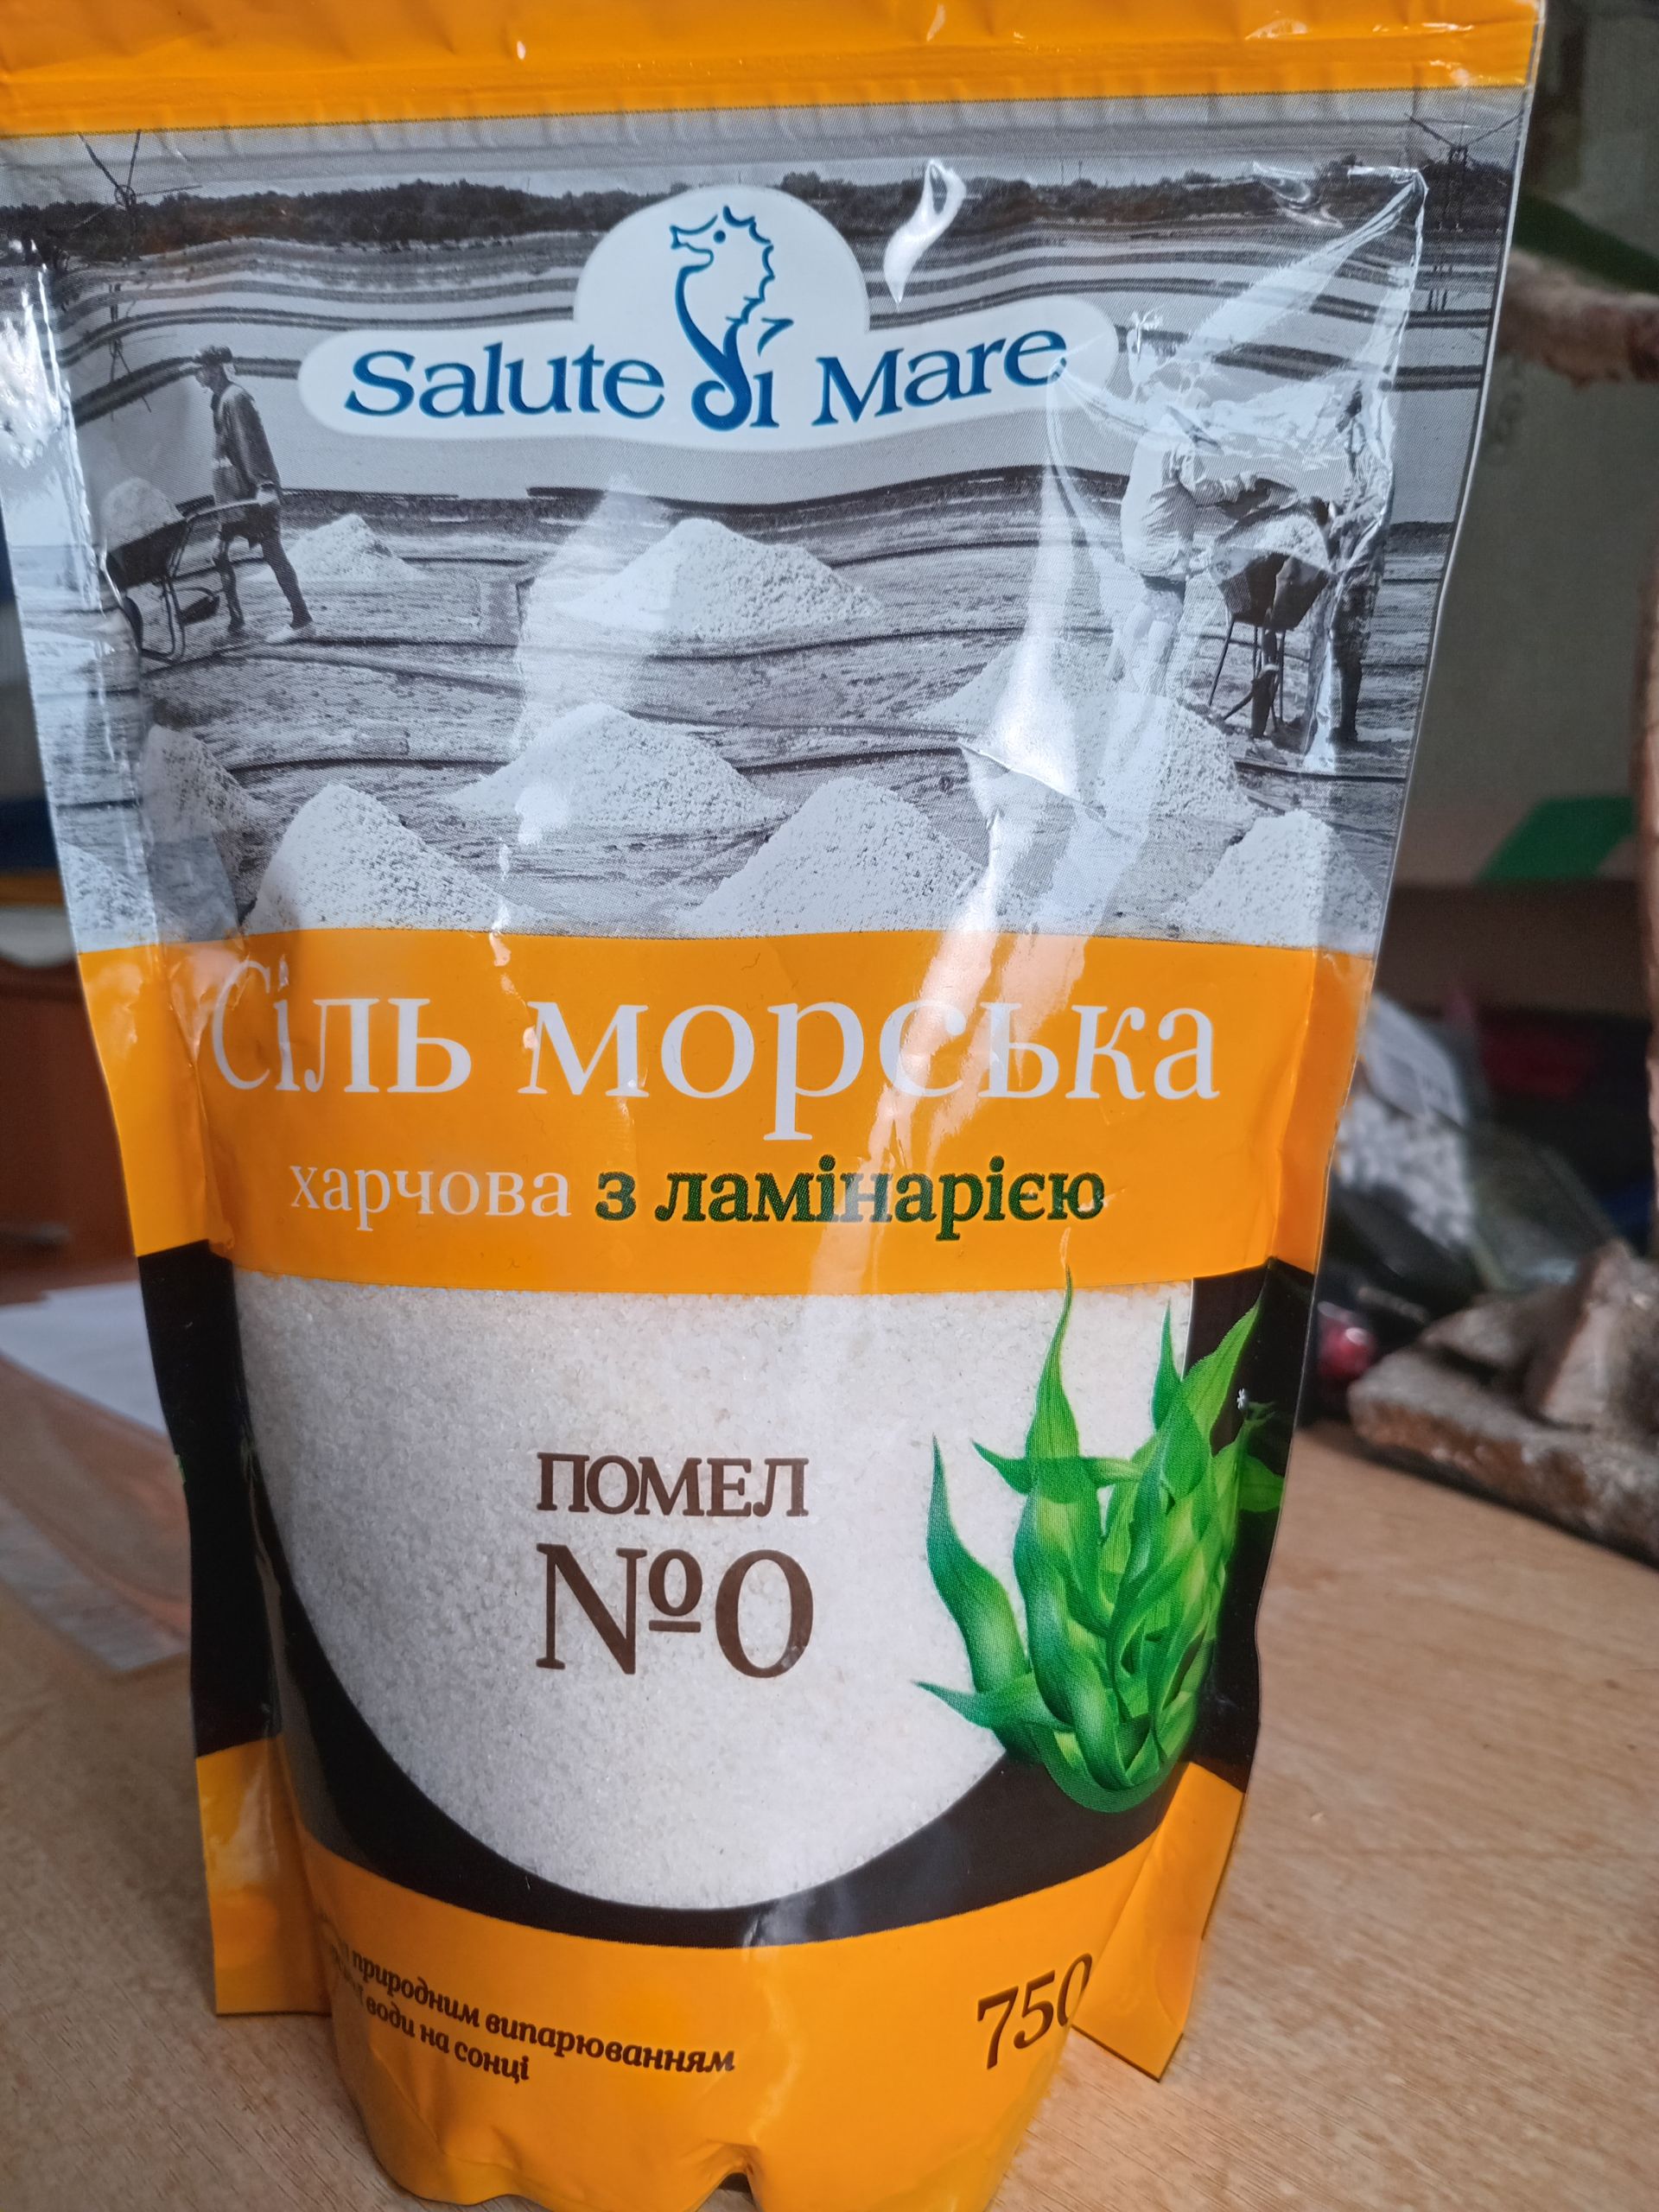 Salute di Mare
Сіль морська
харчова з ламінарією
ПОМЕЛ
№0
природним випарюванням
води на сонці
750